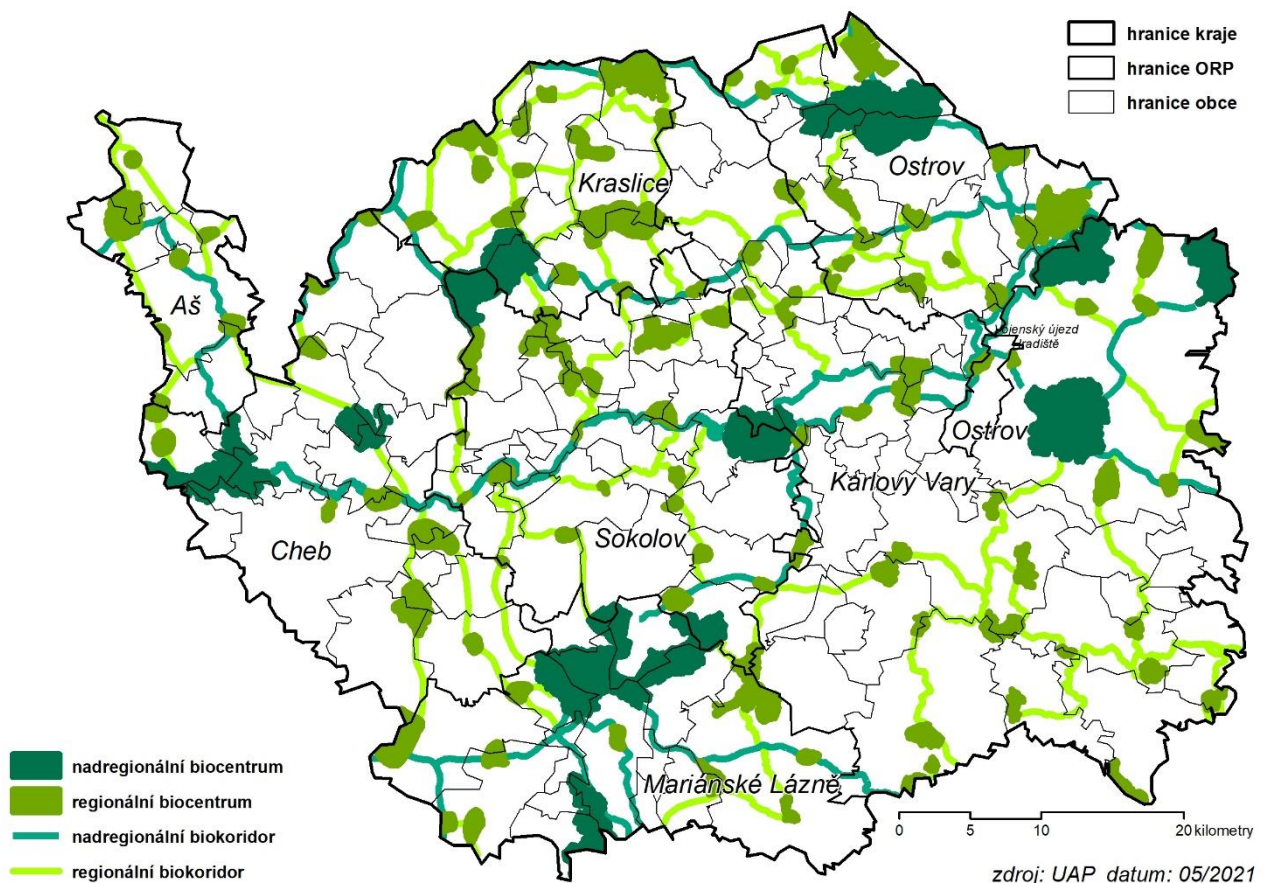 hranice kraje
hranice ORP
hranice obce
Ostrov
Kraslice
Aš
Vojenský újezd
Hradiště
Ostrov
Karlovy Vary
Sokolov
Cheb
Mariánské Lázně
nadregionální biocentrum
regionální biocentrum
nadregionální biokoridor
regionální biokoridor
0 5 10 20 kilometry
zdroj: UAP datum: 05/2021